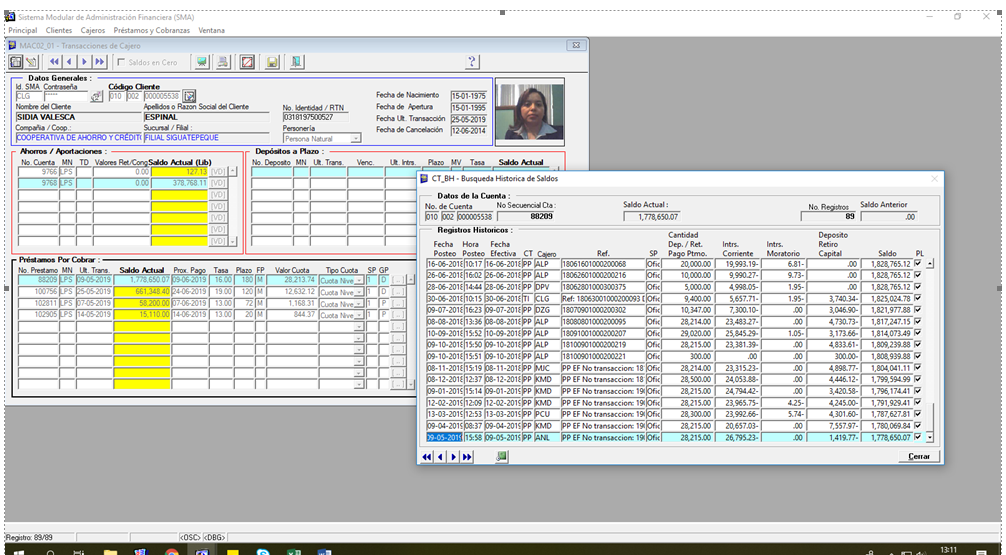 Sistema Modular de Administración Financiera (SMA)
Principal Clientes Cajeros Préstamos y Cobranzas Ventana
MAC02_01 - Transacciones de Cajero
Saldos en Cero
Datos Generales :
Id. SMA Contraseña Código Cliente
CLG ***** 010 002 000005538
Nombre del Cliente Apellidos o Razon Social del Cliente No. Identidad / RTN
SIDIA VALESCA ESPINAL 0318197500527
Compañia / Coop.: Sucursal / Filial : Personería
COOPERATIVA DE AHORRO Y CRÉDITI FILIAL SIGUATEPEQUE Persona Natural
Fecha de Nacimiento 15-01-1975
Fecha de Apertura 15-01-1995
Fecha Ult. Transacción 25-05-2019
Fecha de Cancelación 12-06-2014
Ahorros / Aportaciones :
No. Cuenta MN TD Valores Ret/Cong Saldo Actual (Lib)
9766 LPS 0.00 127.13 [VD]
9768 LPS 0.00 378,768.11 [VD]
[VD]
[VD]
[VD]
[VD]
[VD]
Depósitos a Plazo :
No. Deposito MN Ult. Trans. Venc. Ult. Intrs. Plazo MV Tasa Saldo Actual
Préstamos Por Cobrar :
No. Prestamo MN Ult. Trans. Saldo Actual Prox. Pago Tasa Plazo FP Valor Cuota Tipo Cuota SP GP
88209 LPS 09-05-2019 1,778,650.07 09-06-2019 16.00 180 M 28,213.74 Cuota Nive 1 D [...]
100756 LPS 25-05-2019 661,348.40 24-06-2019 19.00 120 M 12,632.12 Cuota Nive 1 D [...]
102811 LPS 07-05-2019 58,200.00 07-06-2019 13.00 72 M 1,168.31 Cuota Nive 1 P [...]
102905 LPS 14-05-2019 15,110.00 14-06-2019 13.00 20 M 844.37 Cuota Nive 1 P [...]
CT_BH - Busqueda Historica de Saldos
Datos de la Cuenta :
No. de Cuenta No Secuencial Cta : Saldo Actual : No. Registros Saldo Anterior
010 002 000005538 88209 1,778,650.07 89 .00
Registros Historicos :
Fecha Posteo Hora Posteo Fecha Efectiva CT Cajero Ref. SP Cantidad Dep. / Ret. Pago Ptmo. Intrs. Corriente Intrs. Moratorio Deposito Retiro Capital Saldo PL
16-06-2018 10:17 16-06-2018 PP ALP 18061601000200068 Ofic 20,000.00 19,993.19- 6.81- .00 1,828,765.12
26-06-2018 10:16 26-06-2018 PP ALP 18062601000200216 Ofic 10,000.00 9,990.27- 9.73- .00 1,828,765.12
28-06-2018 14:44 28-06-2018 PP DPV 18062801000300375 Ofic 5,000.00 4,998.05- 1.95- .00 1,828,765.12
30-06-2018 10:15 30-06-2018 TI CLG Ref: 18063001000200093 D Ofic 9,400.00 5,657.71- 1.95- 3,740.34- 1,825,024.78
09-07-2018 16:23 09-07-2018 PP DZG 18070901000200302 Ofic 10,347.00 7,300.10- .00 3,046.90- 1,821,977.88
08-08-2018 13:36 08-08-2018 PP ALP 18080801000200095 Ofic 28,214.00 23,483.27- .00 4,730.73- 1,817,247.15
10-09-2018 15:52 10-09-2018 PP ALP 18091001000200207 Ofic 29,020.00 25,845.29- 1.05- 3,173.66- 1,814,073.49
09-10-2018 15:50 09-10-2018 PP ALP 18100901000200219 Ofic 28,215.00 23,381.39- .00 4,833.61- 1,809,239.88
09-10-2018 15:51 09-10-2018 PP ALP 18100901000200221 Ofic 300.00 .00 .00 300.00- 1,808,939.88
08-11-2018 15:19 08-11-2018 PP MJC PP EF No transaccion: 18 Ofic 28,214.00 23,315.23- .00 4,898.77- 1,804,041.11
08-12-2018 12:37 08-12-2018 PP KMD PP EF No transaccion: 18 Ofic 28,500.00 24,053.88- .00 4,446.12- 1,799,594.99
09-01-2019 15:14 09-01-2019 PP KMD PP EF No transaccion: 19 Ofic 28,215.00 24,794.42- .00 3,420.58- 1,796,174.41
12-02-2019 12:09 12-02-2019 PP KMD PP EF No transaccion: 19 Ofic 28,215.00 23,965.75- 4.25- 4,245.00- 1,791,929.41
13-03-2019 12:53 13-03-2019 PP PCU PP EF No transaccion: 19 Ofic 28,300.00 23,992.66- 5.74- 4,301.60- 1,787,627.81
09-04-2019 08:37 09-04-2019 PP KMD PP EF No transaccion: 19 Ofic 28,215.00 20,657.03- .00 7,557.97- 1,780,069.84
09-05-2019 15:58 09-05-2019 PP ANL PP EF No transaccion: 19 Ofic 28,215.00 26,795.23- .00 1,419.77- 1,778,650.07
Cerrar
Registro: 89/89 <OSC> <DBG>
13:11